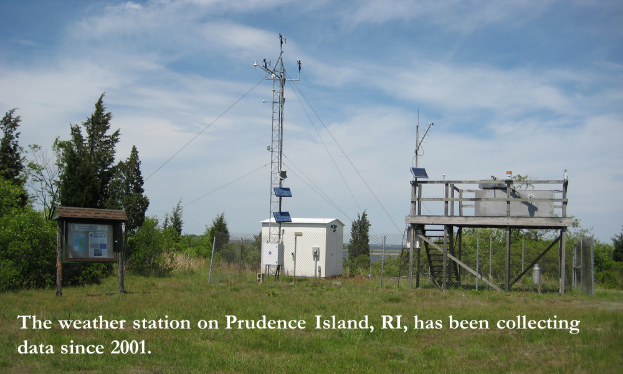 The weather station on Prudence Island, RI, has been collecting
data since 2001.